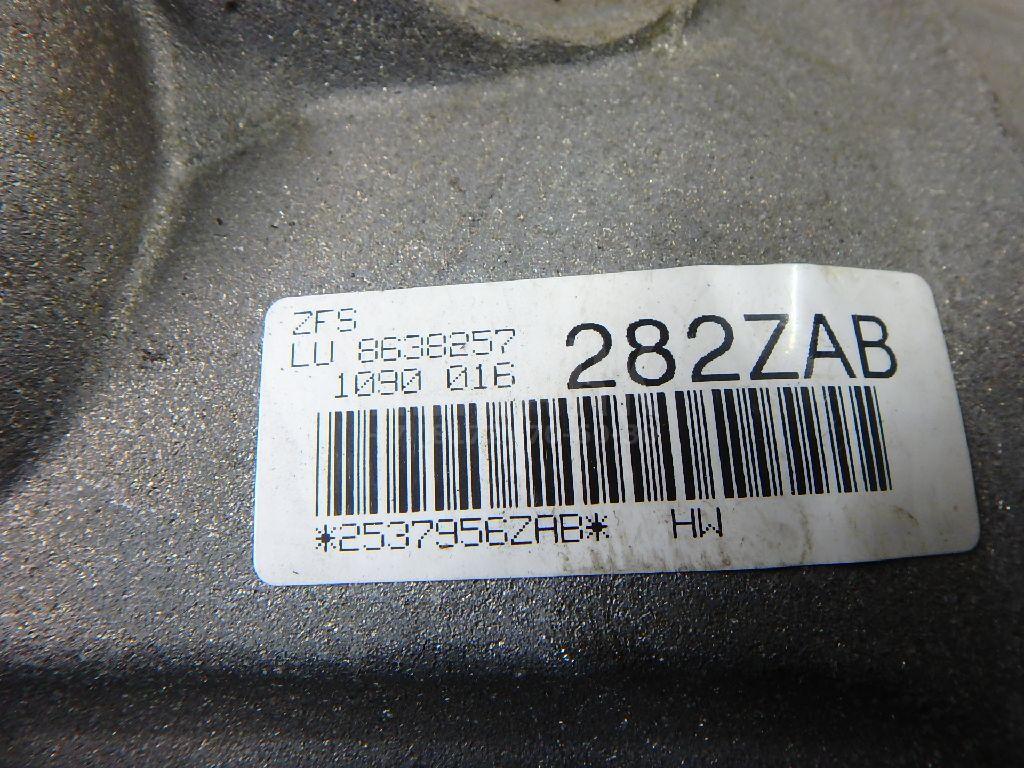 ZFS
LU 8638257
1090 016
282ZAB
*2537956ZAB* HW